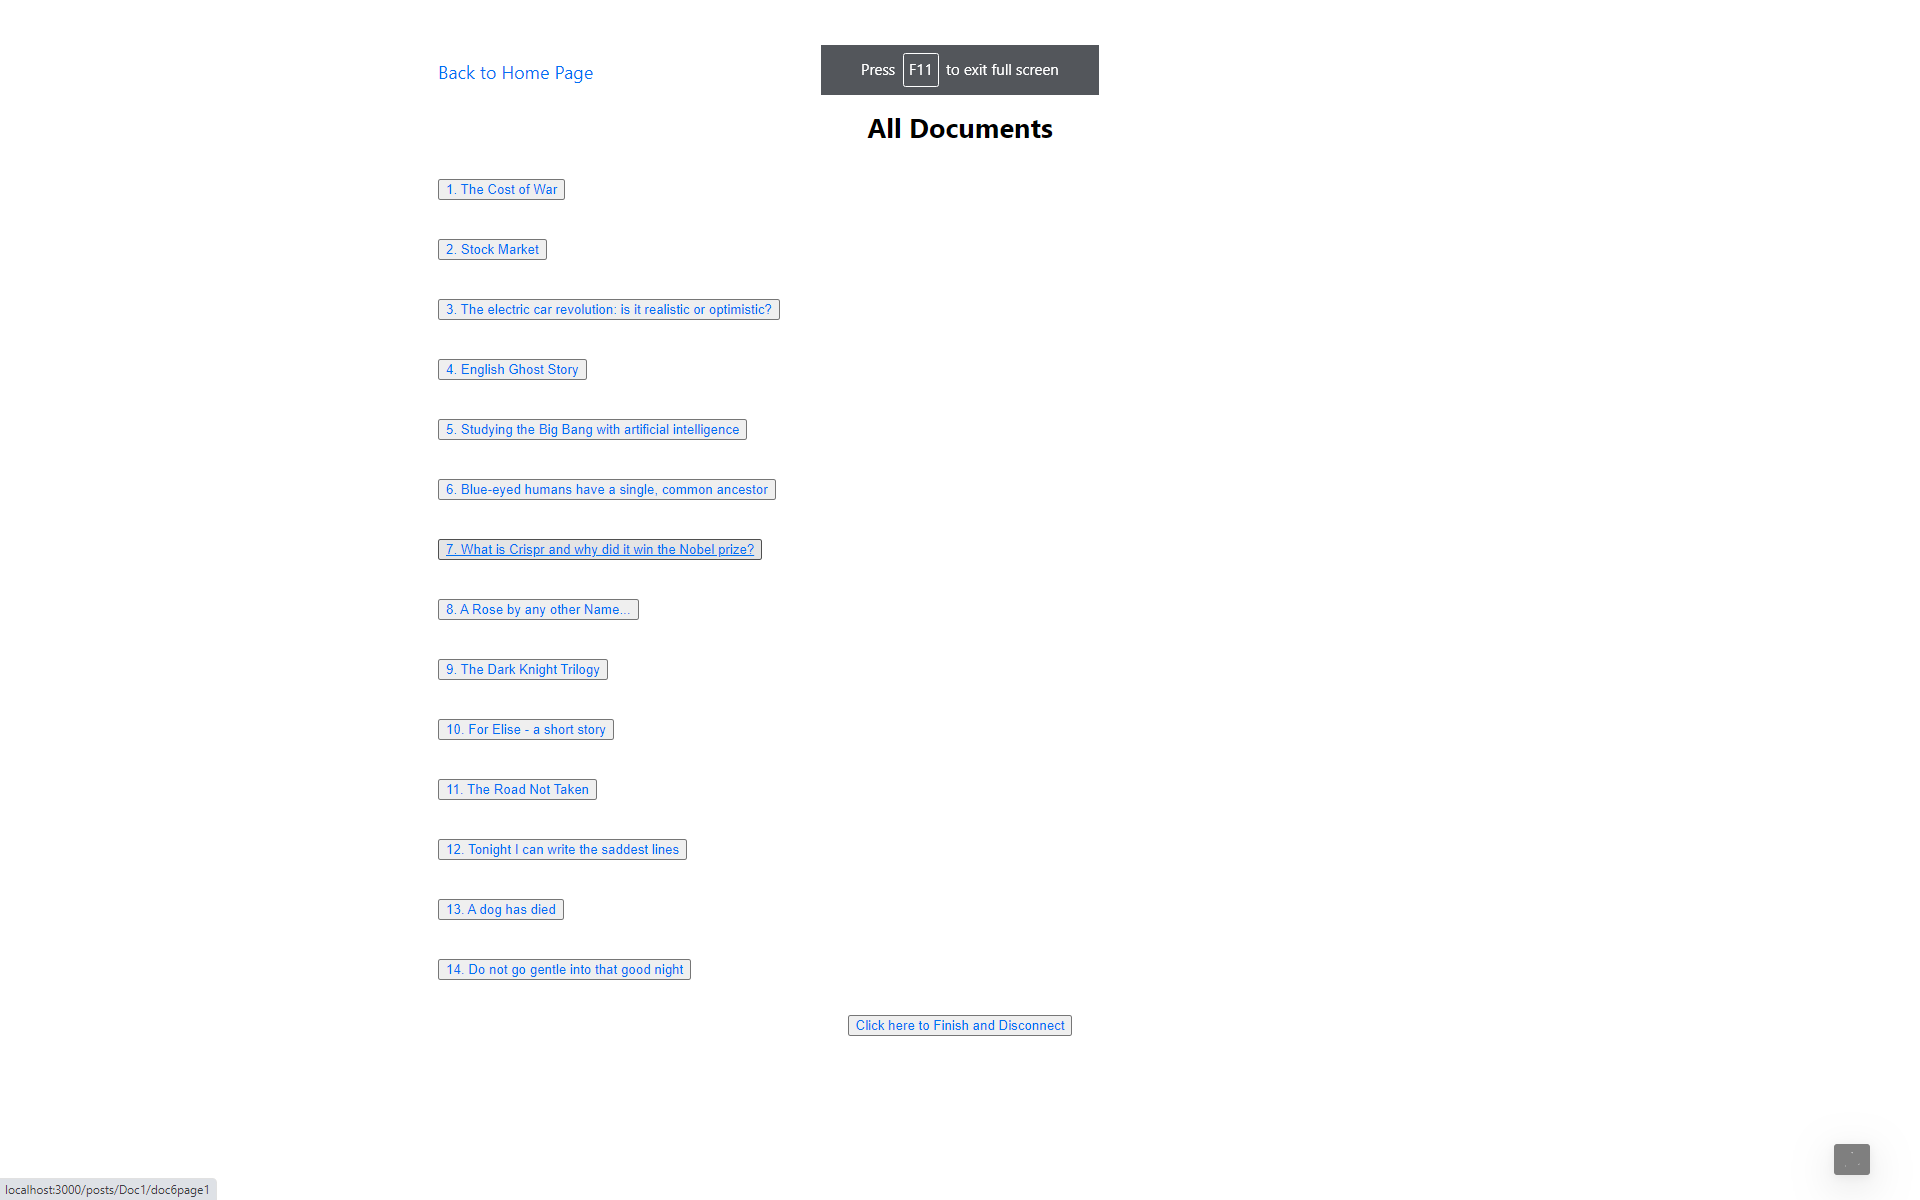 Back to Home Page
Press F11 to exit full screen
All Documents
1. The Cost of War
2. Stock Market
3. The electric car revolution: is it realistic or optimistic?
4. English Ghost Story
5. Studying the Big Bang with artificial intelligence
6. Blue-eyed humans have a single, common ancestor
7. What is Crispr and why did it win the Nobel prize?
8. A Rose by any other Name...
9. The Dark Knight Trilogy
10. For Elise - a short story
11. The Road Not Taken
12. Tonight I can write the saddest lines
13. A dog has died
14. Do not go gentle into that good night
Click here to Finish and Disconnect
localhost:3000/posts/Doc1/doc6page1